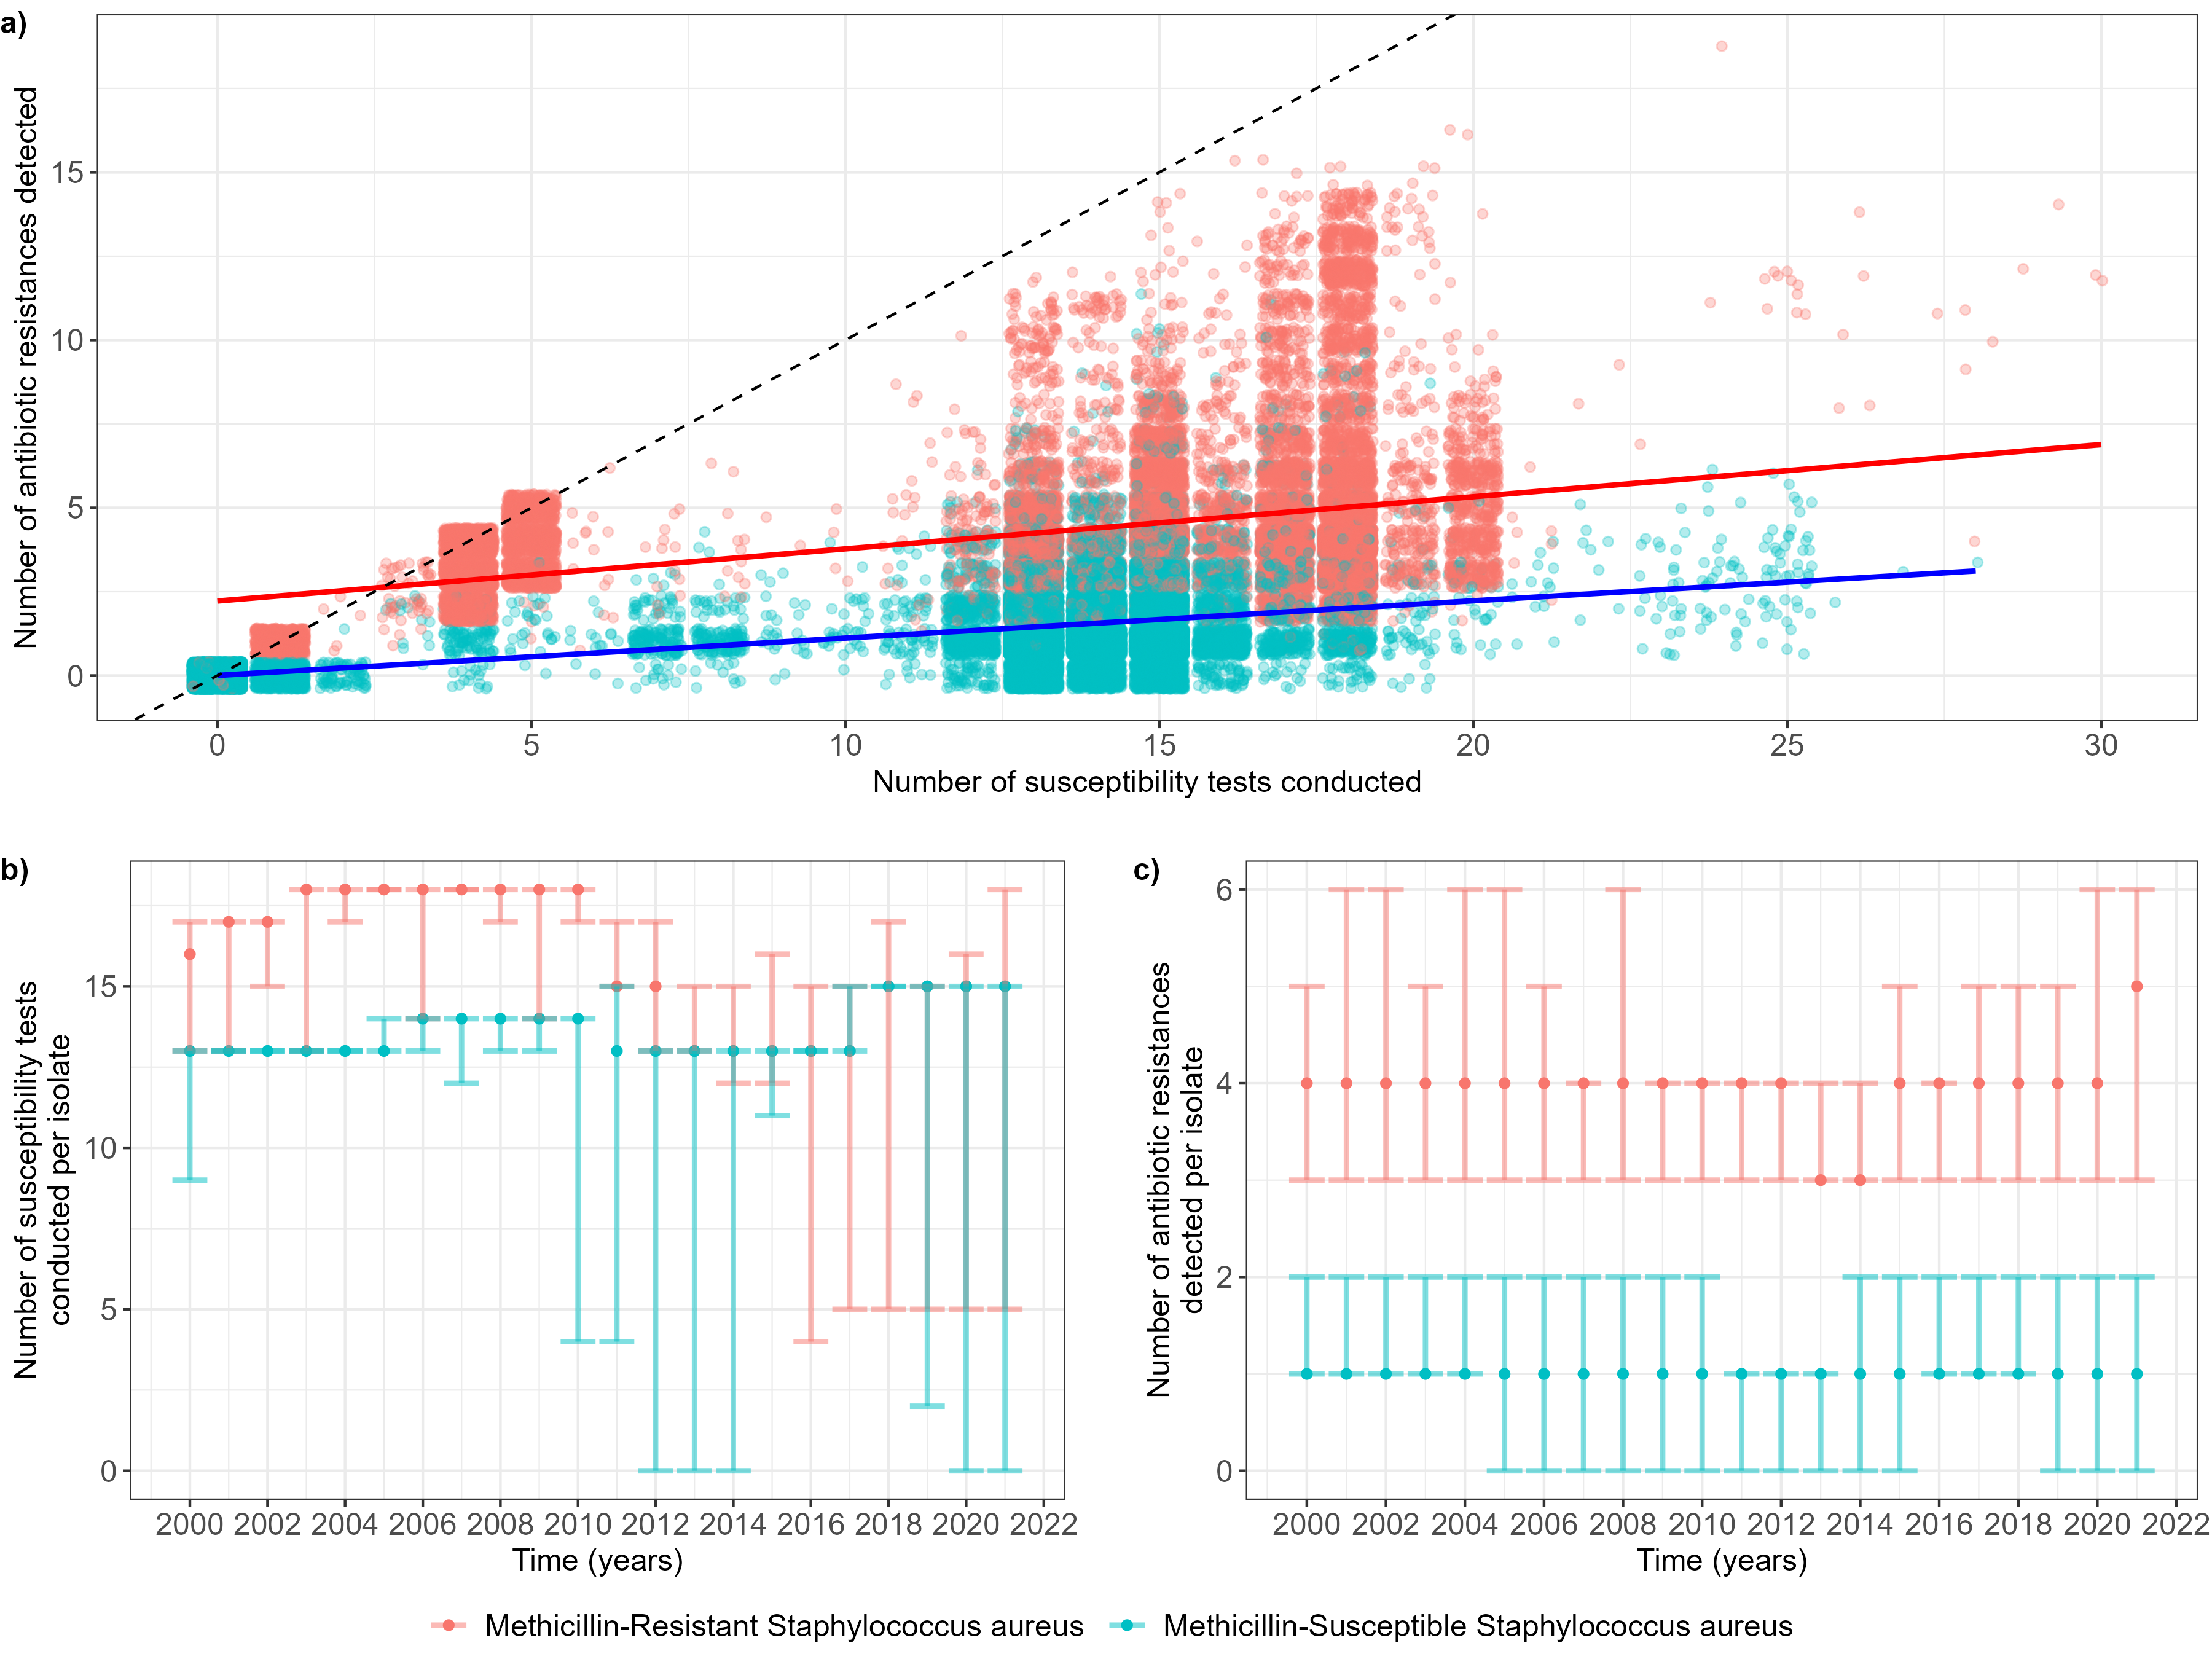 a)
Number of antibiotic resistances detected
15
10
5
0
0 5 10 15 20 25 30
Number of susceptibility tests conducted
b)
Number of susceptibility tests
conducted per isolate
15
10
5
0
2000 2002 2004 2006 2008 2010 2012 2014 2016 2018 2020 2022
Time (years)
c)
Number of antibiotic resistances
detected per isolate
6
4
2
0
2000 2002 2004 2006 2008 2010 2012 2014 2016 2018 2020 2022
Time (years)
Methicillin-Resistant Staphylococcus aureus Methicillin-Susceptible Staphylococcus aureus